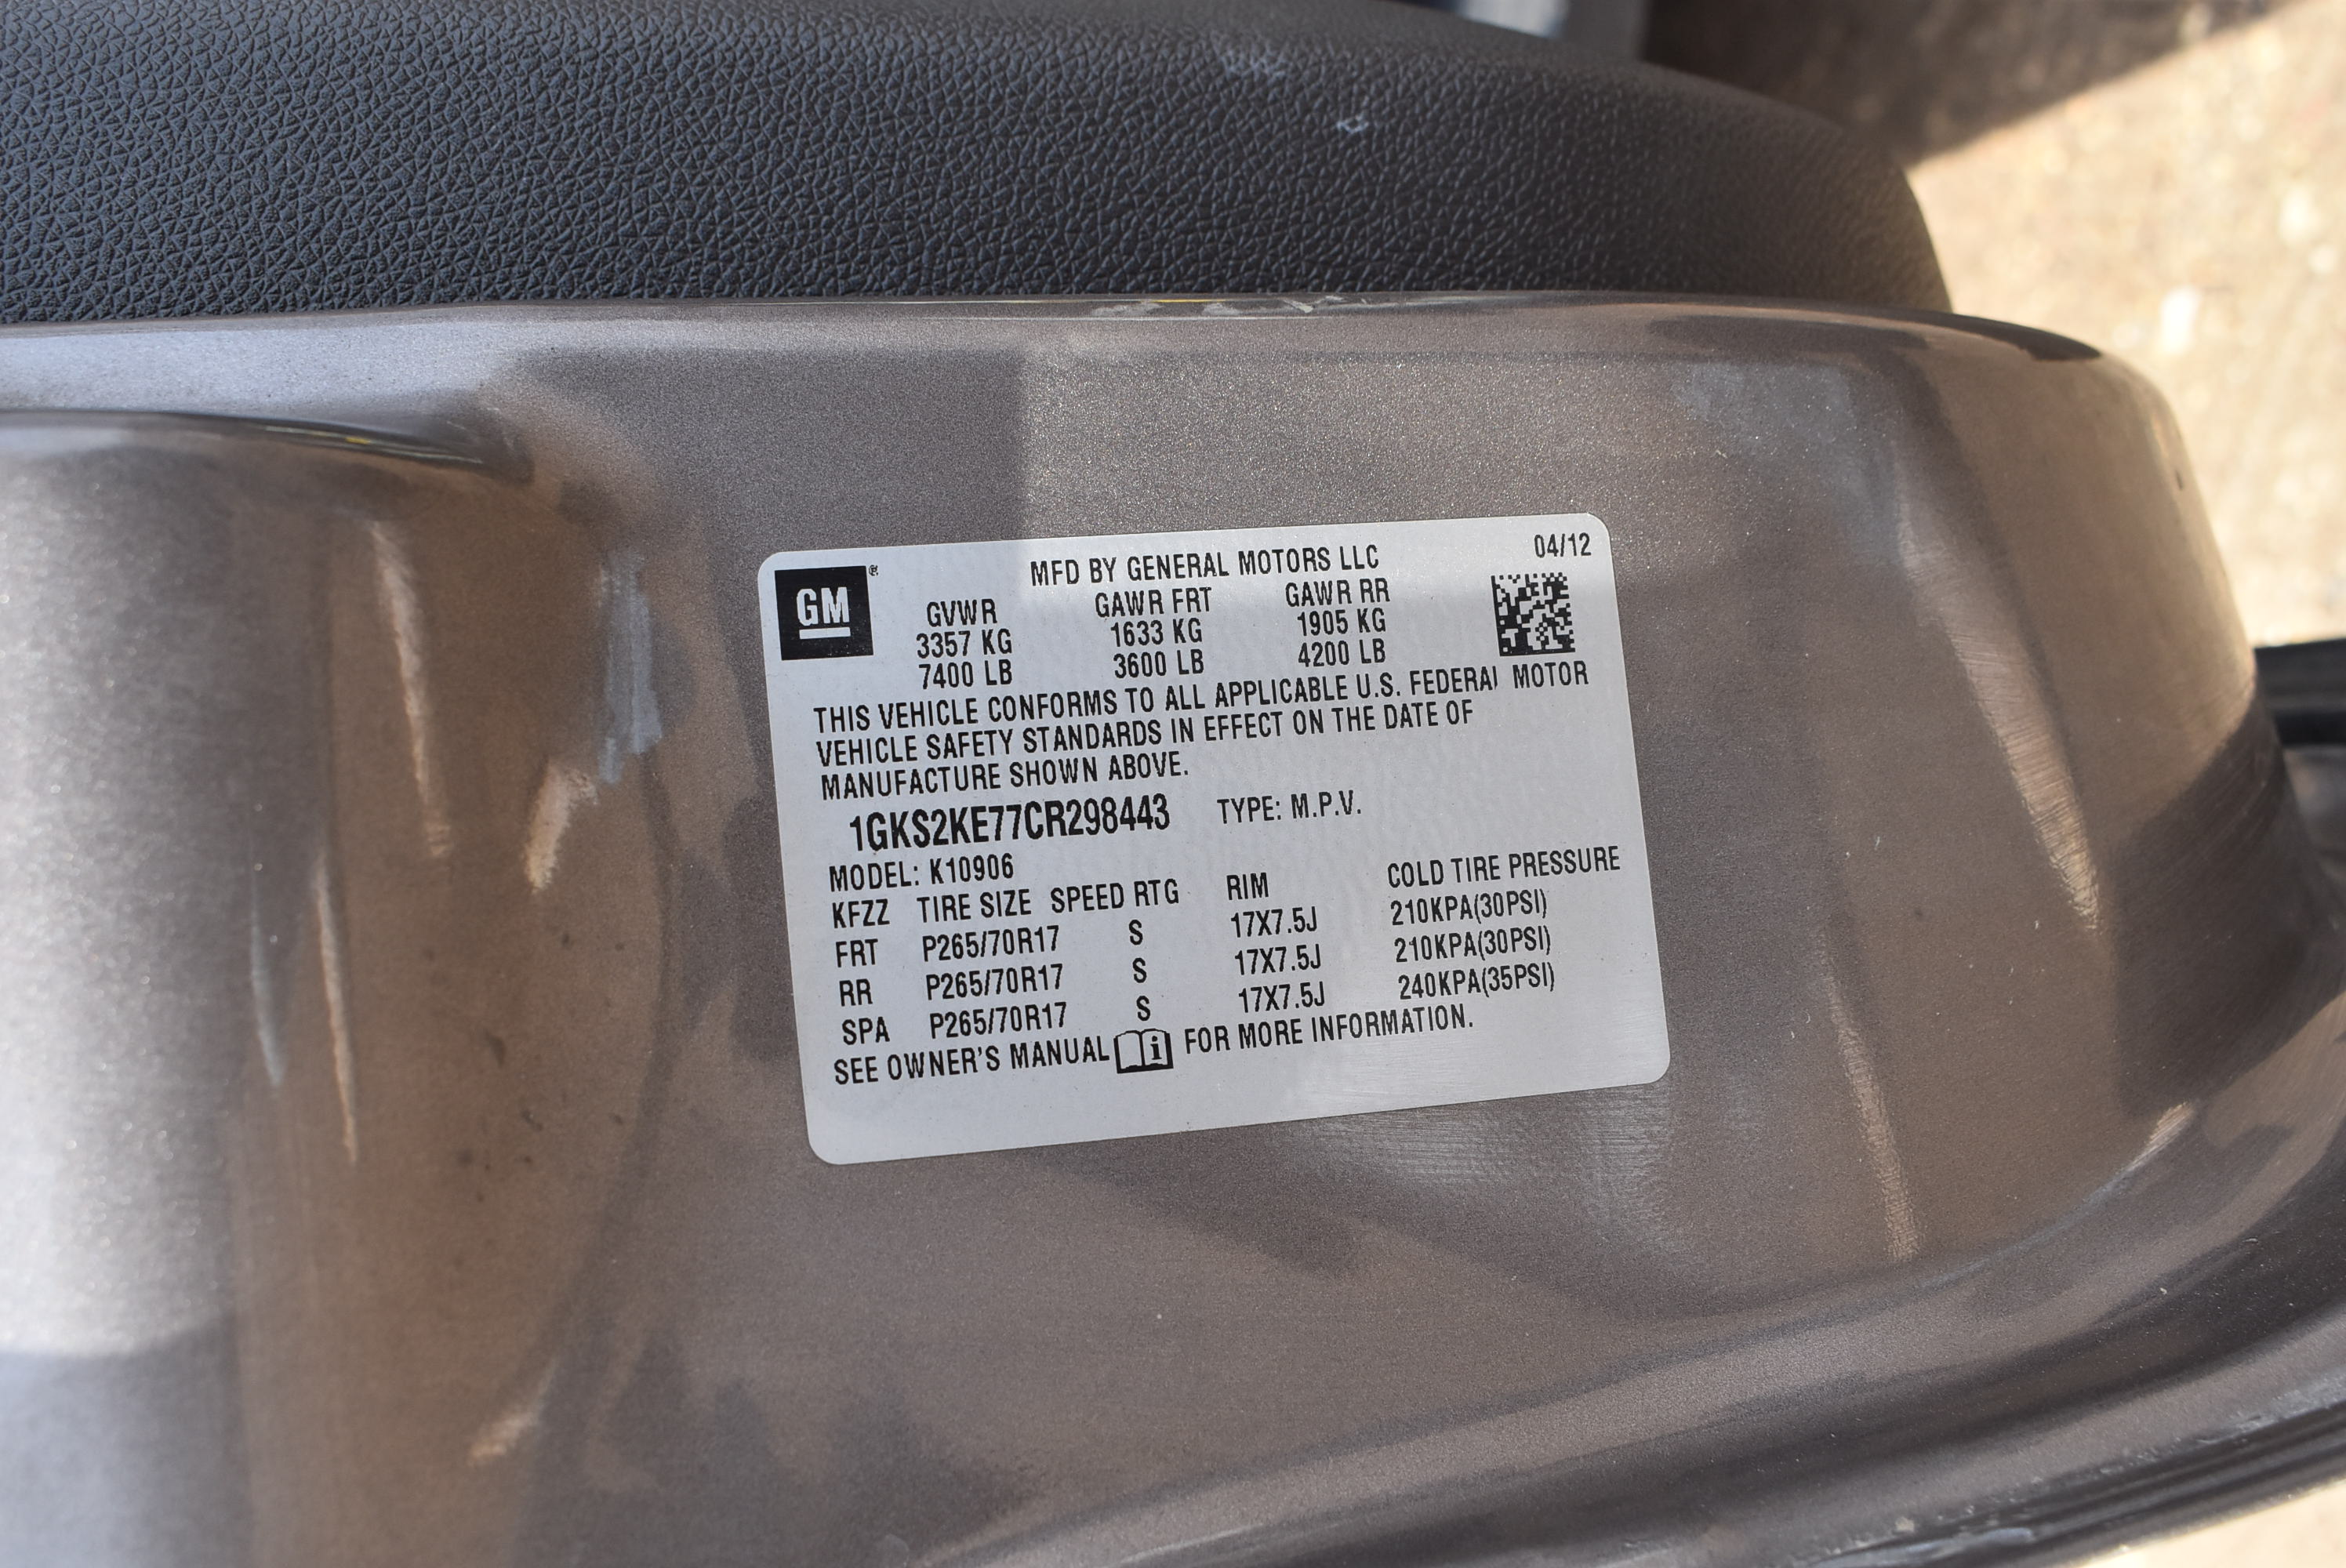 GM®
MFD BY GENERAL MOTORS LLC 04/12
GVWR GAWR FRT GAWR RR
3357 KG 1633 KG 1905 KG
7400 LB 3600 LB 4200 LB
THIS VEHICLE CONFORMS TO ALL APPLICABLE U.S. FEDERAL MOTOR
VEHICLE SAFETY STANDARDS IN EFFECT ON THE DATE OF
MANUFACTURE SHOWN ABOVE.
1GKS2KE77CR298443 TYPE: M.P.V.
MODEL: K10906
KFZZ TIRE SIZE SPEED RTG RIM COLD TIRE PRESSURE
FRT P265/70R17 S 17X7.5J 210KPA(30PSI)
RR P265/70R17 S 17X7.5J 210KPA(30PSI)
SPA P265/70R17 S 17X7.5J 240KPA(35PSI)
SEE OWNER'S MANUAL i FOR MORE INFORMATION.